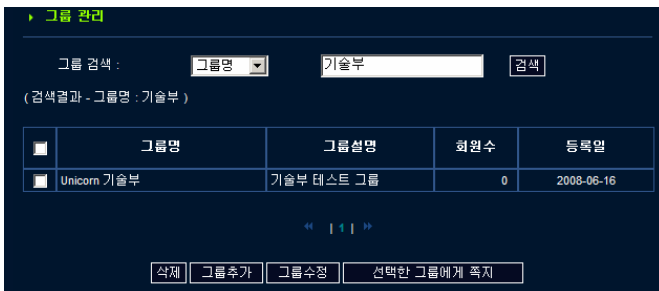 그룹 관리
그룹 검색 : 그룹명 기술부 검색
( 검색결과 - 그룹명 : 기술부 )
그룹명 그룹설명 회원수 등록일
Unicorn 기술부 기술부 테스트 그룹 0 2008-06-16
| 1 |
삭제 그룹추가 그룹수정 선택한 그룹에게 쪽지